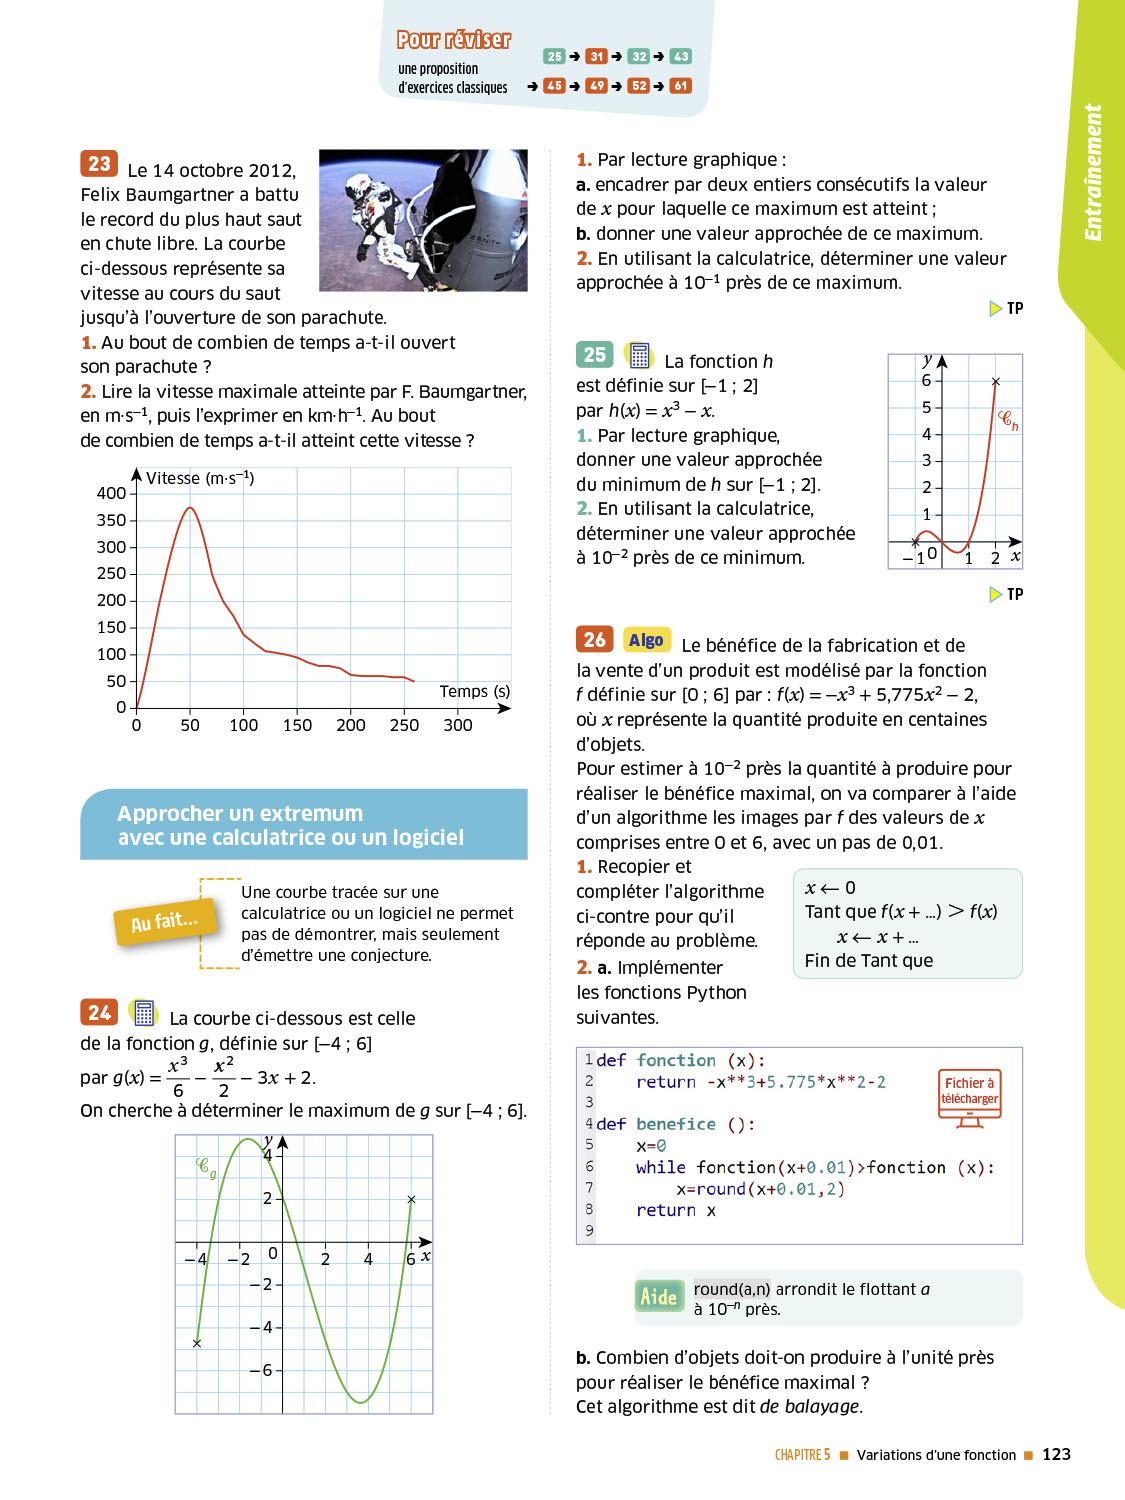 Pour réviser
une proposition
d'exercices classiques
25 → 31 → 32 → 43
→ 45 → 49 → 52 → 61
Entraînement
23 Le 14 octobre 2012,
Felix Baumgartner a battu
le record du plus haut saut
en chute libre. La courbe
ci-dessous représente sa
vitesse au cours du saut
jusqu'à l'ouverture de son parachute.
1. Au bout de combien de temps a-t-il ouvert
son parachute ?
2. Lire la vitesse maximale atteinte par F. Baumgartner,
en m·s⁻¹, puis l'exprimer en km·h⁻¹. Au bout
de combien de temps a-t-il atteint cette vitesse ?
ZENITH
Vitesse (m·s⁻¹)
400
350
300
250
200
150
100
50
0
Temps (s)
0 50 100 150 200 250 300
Approcher un extremum
avec une calculatrice ou un logiciel
Au fait...
Une courbe tracée sur une
calculatrice ou un logiciel ne permet
pas de démontrer, mais seulement
d'émettre une conjecture.
24 La courbe ci-dessous est celle
de la fonction g, définie sur [–4 ; 6]
par g(x) = x³/6 – x²/2 – 3x + 2.
On cherche à déterminer le maximum de g sur [–4 ; 6].
y
4
𝒞g
2
–4 –2 0 2 4 6 x
–2
–4
–6
1. Par lecture graphique :
a. encadrer par deux entiers consécutifs la valeur
de x pour laquelle ce maximum est atteint ;
b. donner une valeur approchée de ce maximum.
2. En utilisant la calculatrice, déterminer une valeur
approchée à 10⁻¹ près de ce maximum.
TP
25 La fonction h
est définie sur [–1 ; 2]
par h(x) = x³ – x.
1. Par lecture graphique,
donner une valeur approchée
du minimum de h sur [–1 ; 2].
2. En utilisant la calculatrice,
déterminer une valeur approchée
à 10⁻² près de ce minimum.
y
6
5
𝒞h
4
3
2
1
–1 0 1 2 x
TP
26 Algo Le bénéfice de la fabrication et de
la vente d'un produit est modélisé par la fonction
f définie sur [0 ; 6] par : f(x) = –x³ + 5,775x² – 2,
où x représente la quantité produite en centaines
d'objets.
Pour estimer à 10⁻² près la quantité à produire pour
réaliser le bénéfice maximal, on va comparer à l'aide
d'un algorithme les images par f des valeurs de x
comprises entre 0 et 6, avec un pas de 0,01.
1. Recopier et
compléter l'algorithme
ci-contre pour qu'il
réponde au problème.
2. a. Implémenter
les fonctions Python
suivantes.
x ← 0
Tant que f(x + ...) > f(x)
x ← x + ...
Fin de Tant que
1 def fonction (x):
2 return -x**3+5.775*x**2-2
3
4 def benefice ():
5 x=0
6 while fonction(x+0.01)>fonction (x):
7 x=round(x+0.01,2)
8 return x
9
Fichier à
télécharger
Aide
round(a,n) arrondit le flottant a
à 10⁻ⁿ près.
b. Combien d'objets doit-on produire à l'unité près
pour réaliser le bénéfice maximal ?
Cet algorithme est dit de balayage.
CHAPITRE 5 ■ Variations d'une fonction ■ 123